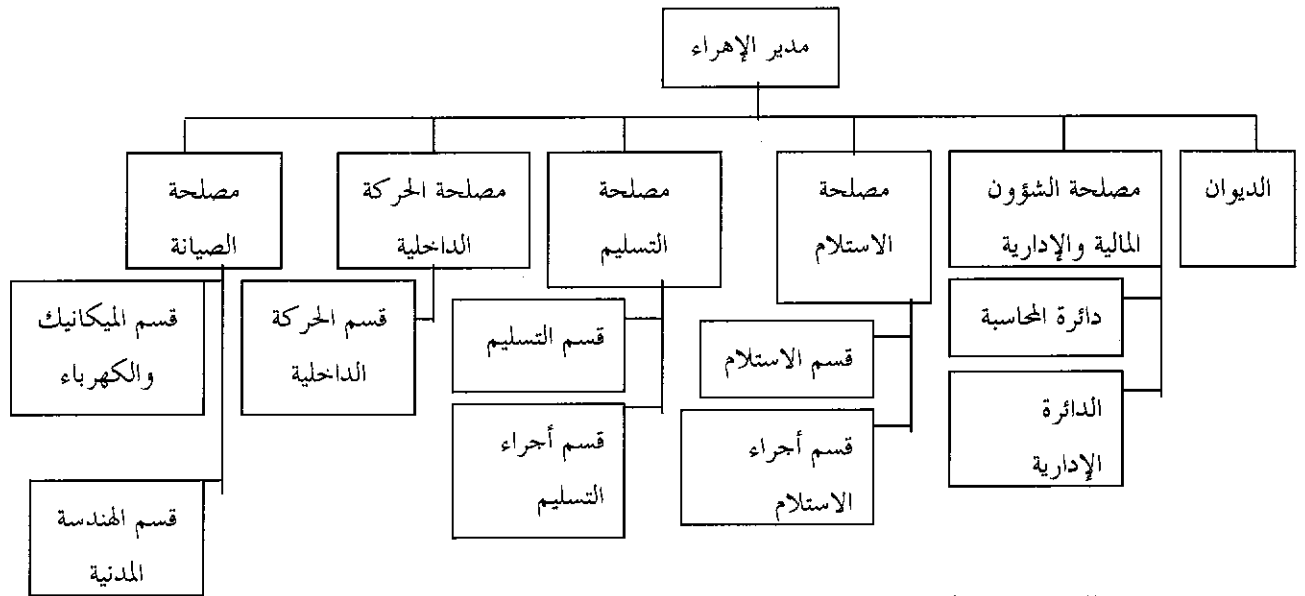 مدير الإهراء
الديوان
مصلحة الشؤون
المالية والإدارية
دائرة المحاسبة
الدائرة
الإدارية
مصلحة
الاستلام
قسم الاستلام
قسم أجراء
الاستلام
مصلحة
التسليم
قسم التسليم
قسم أجراء
التسليم
مصلحة الحركة
الداخلية
قسم الحركة
الداخلية
مصلحة
الصيانة
قسم الميكانيك
والكهرباء
قسم الهندسة
المدنية